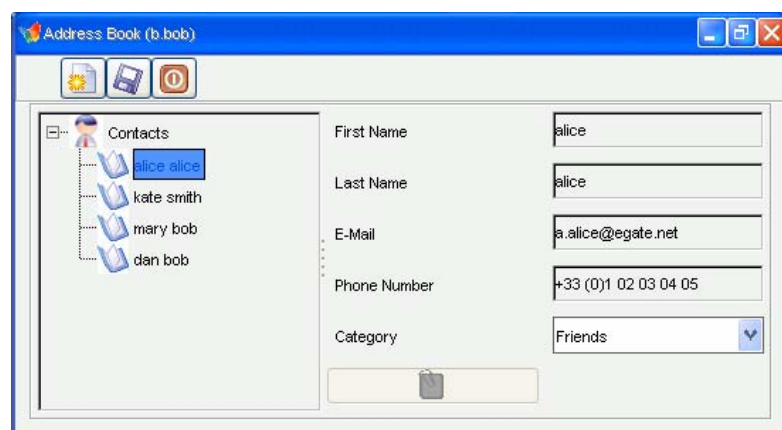 Address Book (b.bob)
Contacts
alice alice
kate smith
mary bob
dan bob
First Name alice
Last Name alice
E-Mail a.alice@egate.net
Phone Number +33 (0)1 02 03 04 05
Category Friends